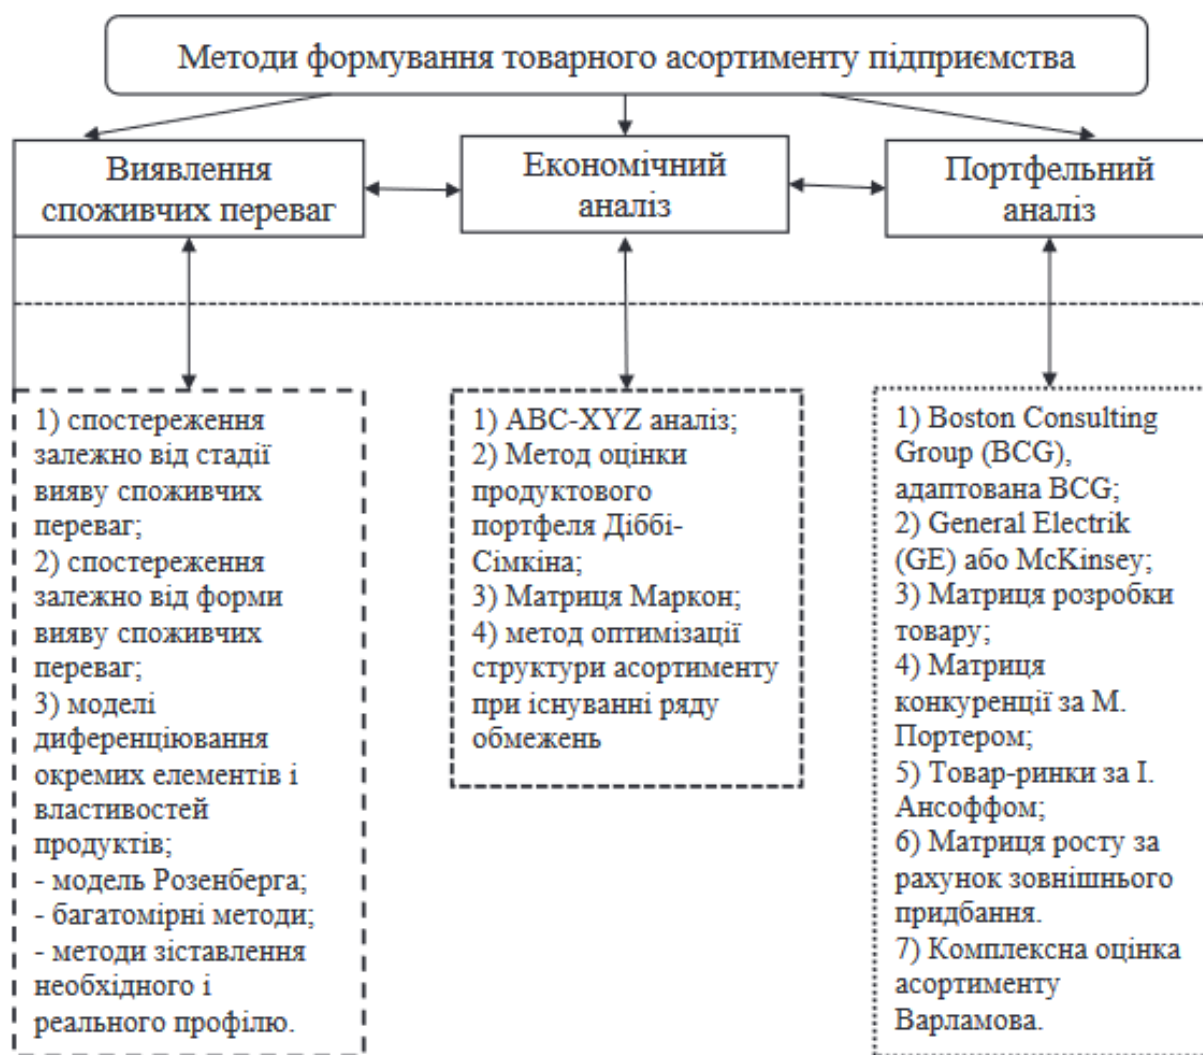 Методи формування товарного асортименту підприємства
Виявлення
споживчих переваг
Економічний
аналіз
Портфельний
аналіз
1) спостереження
залежно від стадії
вияву споживчих
переваг;
2) спостереження
залежно від форми
вияву споживчих
переваг;
3) моделі
диференціювання
окремих елементів і
властивостей
продуктів;
- модель Розенберга;
- багатомірні методи;
- методи зіставлення
необхідного і
реального профілю.
1) ABC-XYZ аналіз;
2) Метод оцінки
продуктового
портфеля Діббі-
Сімкіна;
3) Матриця Маркон;
4) метод оптимізації
структури асортименту
при існуванні ряду
обмежень
1) Boston Consulting
Group (BCG),
адаптована BCG;
2) General Electrik
(GE) або McKinsey;
3) Матриця розробки
товару;
4) Матриця
конкуренції за М.
Портером;
5) Товар-ринки за І.
Ансоффом;
6) Матриця росту за
рахунок зовнішнього
придбання.
7) Комплексна оцінка
асортименту
Варламова.